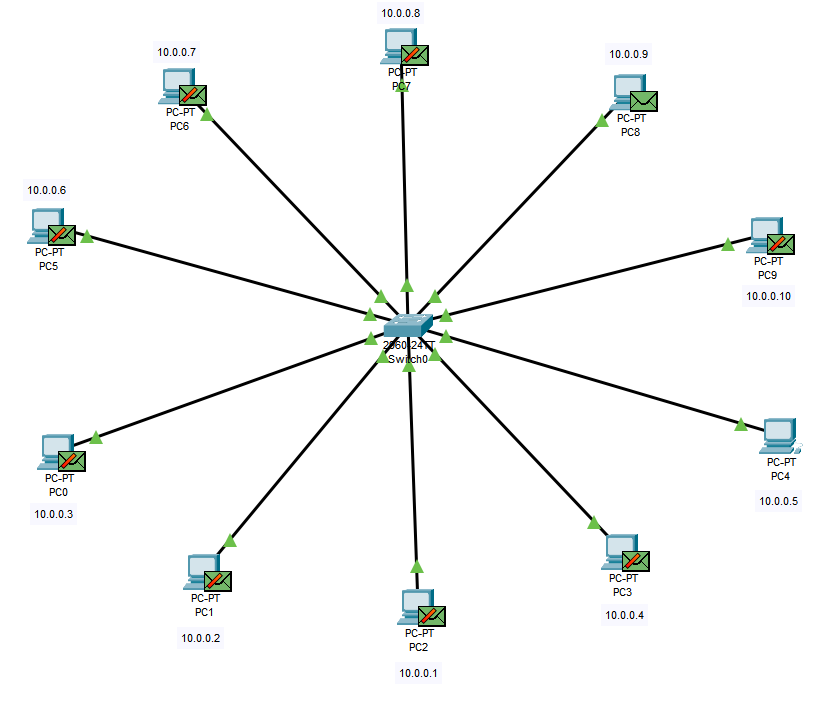 10.0.0.8
PC-PT
PC7
10.0.0.7
PC-PT
PC6
10.0.0.9
PC-PT
PC8
10.0.0.6
PC-PT
PC5
PC-PT
PC9
10.0.0.10
2960-24TT
Switch0
PC-PT
PC4
10.0.0.5
PC-PT
PC0
10.0.0.3
PC-PT
PC3
10.0.0.4
PC-PT
PC1
10.0.0.2
PC-PT
PC2
10.0.0.1